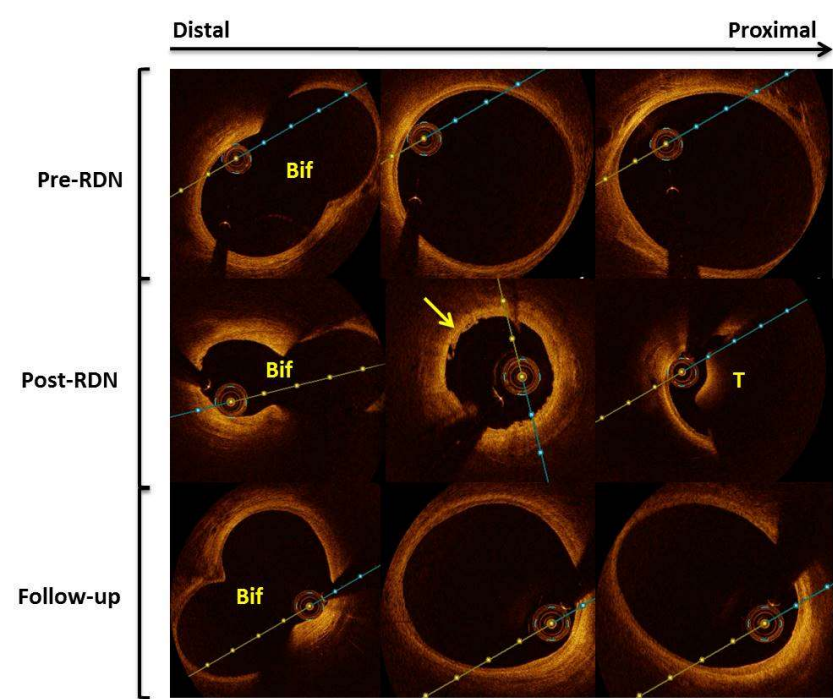 Distal
Proximal
Pre-RDN
Bif
Post-RDN
Bif
T
Follow-up
Bif